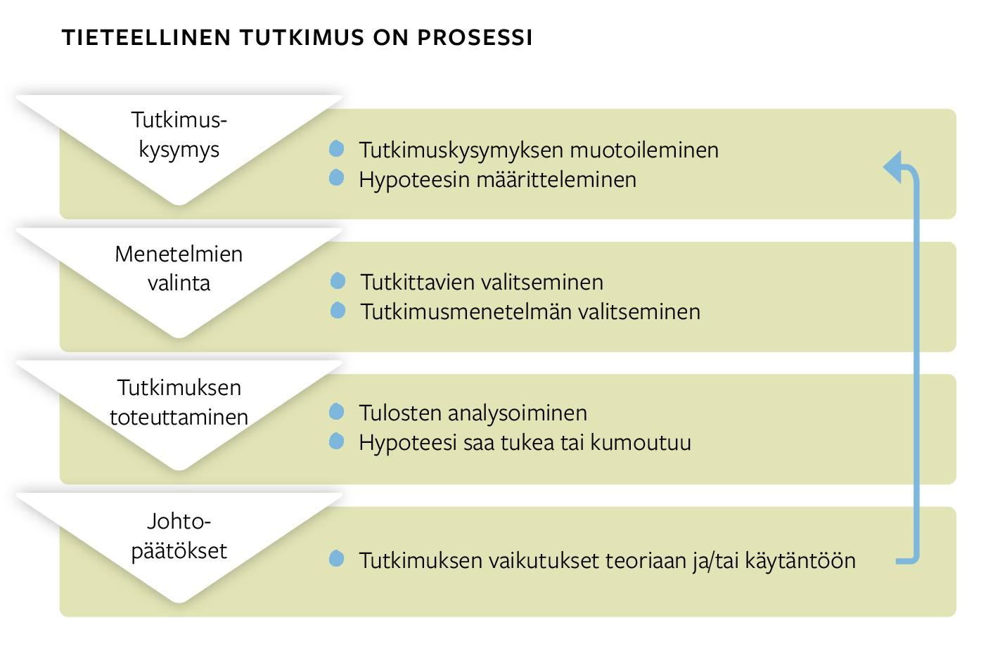 TIETEELLINEN TUTKIMUS ON PROSESSI
Tutkimus-
kysymys
Tutkimuskysymyksen muotoileminen
Hypoteesin määritteleminen
Menetelmien
valinta
Tutkittavien valitseminen
Tutkimusmenetelmän valitseminen
Tutkimuksen
toteuttaminen
Tulosten analysoiminen
Hypoteesi saa tukea tai kumoutuu
Johto-
päätökset
Tutkimuksen vaikutukset teoriaan ja/tai käytäntöön